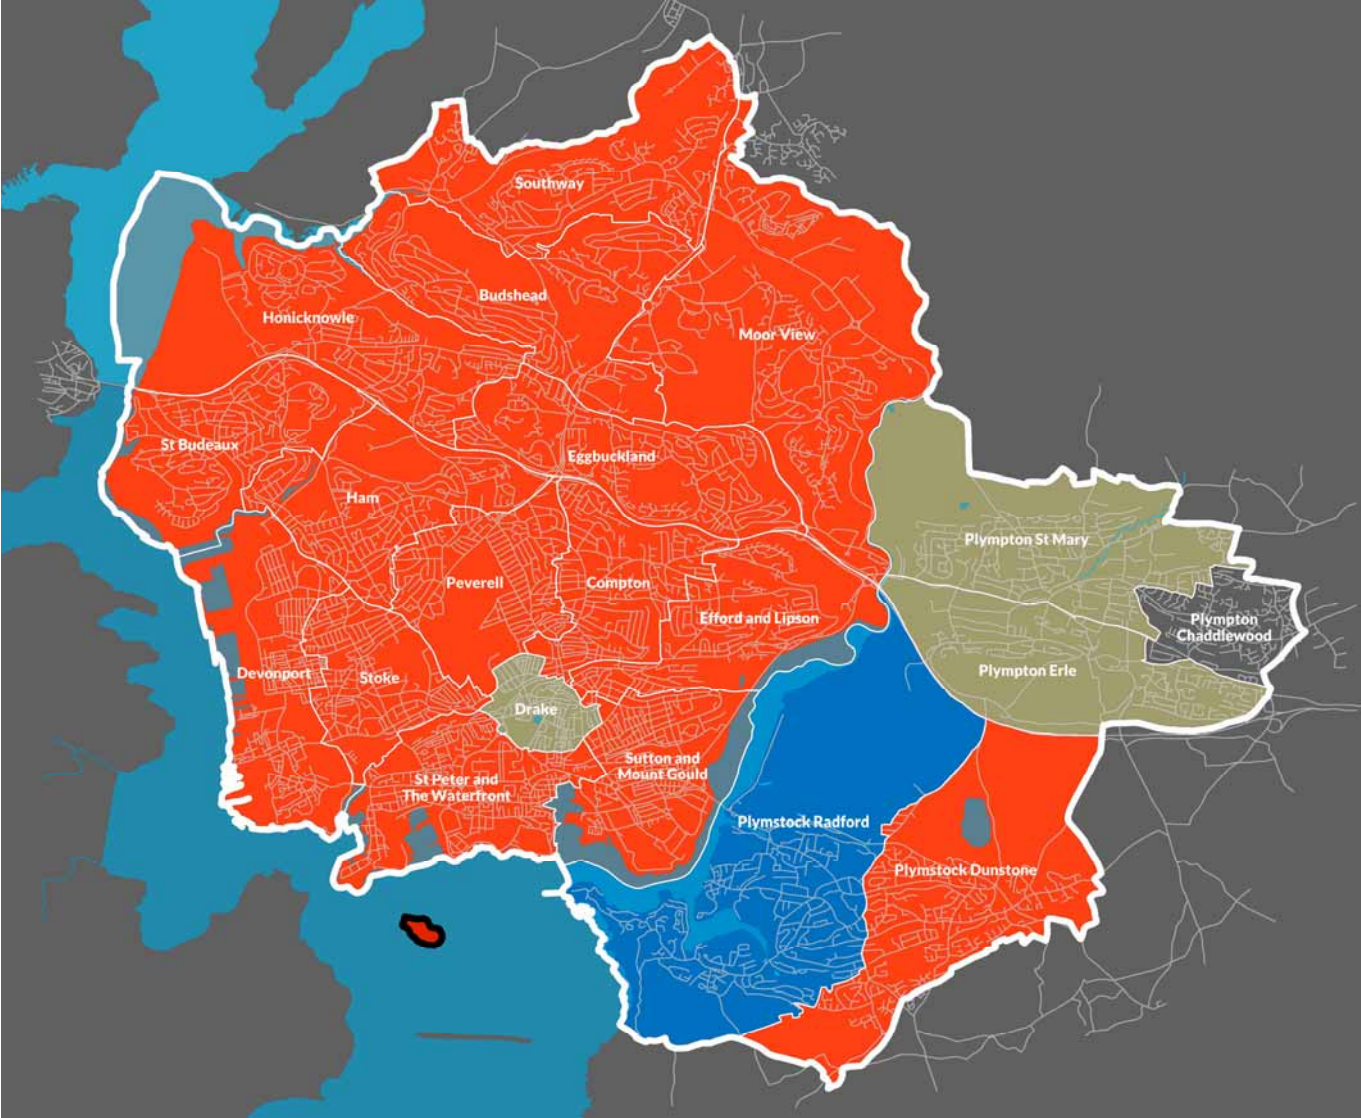 Southway
Budshead
Honicknowle
Moor View
St Budeaux
Eggbuckland
Ham
Plympton St Mary
Peverell
Compton
Efford and Lipson
Plympton
Chaddlewood
Devonport
Stoke
Plympton Erle
Drake
Sutton and
Mount Gould
St Peter and
The Waterfront
Plymstock Radford
Plymstock Dunstone